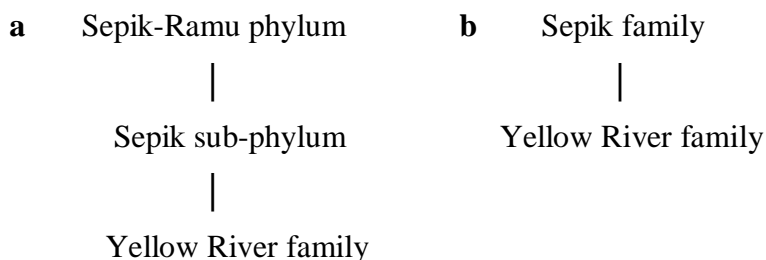 a Sepik-Ramu phylum b Sepik family
Sepik sub-phylum Yellow River family
Yellow River family